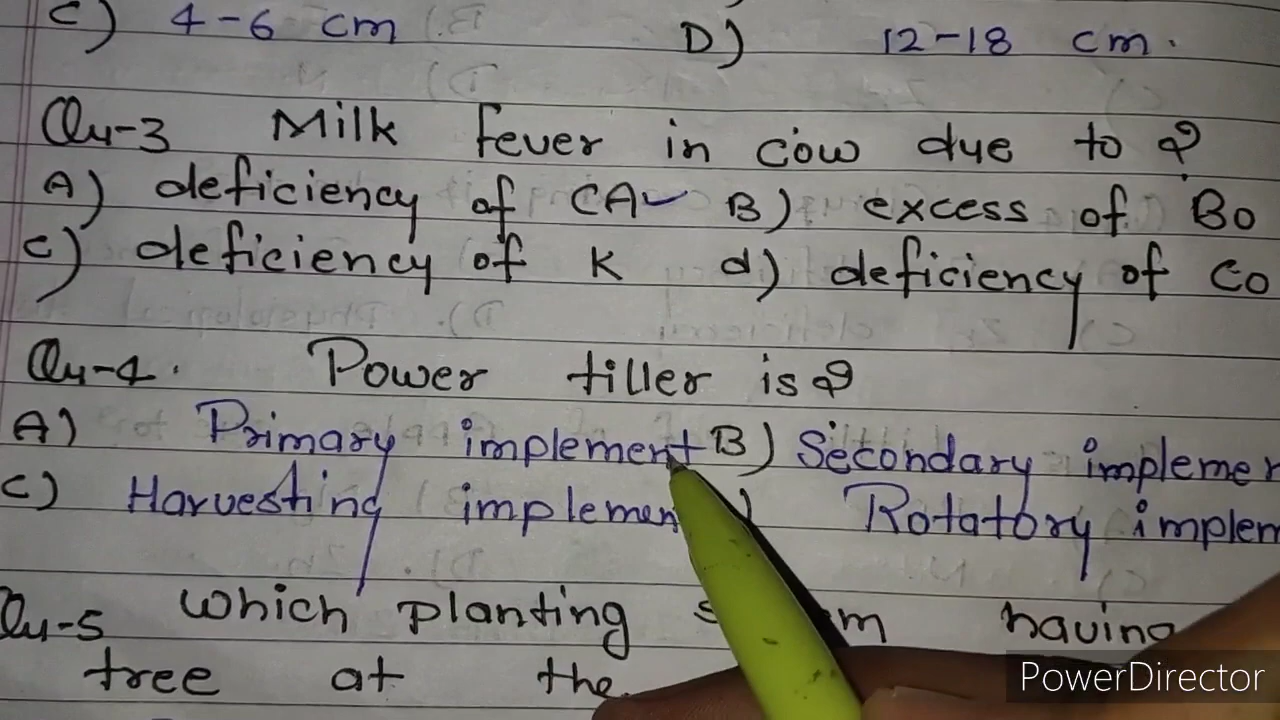 C) 4-6 cm D) 12-18 cm.
Qu-3 Milk fever in cow due to ?
A) deficiency of CA B) excess of Bo
C) deficiency of K d) deficiency of Co
Qu-4. Power tiller is ?
A) Primary implement B) Secondary implemen
C) Harvesting implemen ) Rotatory implem
Qu-5 which planting s m having
tree at the
PowerDirector